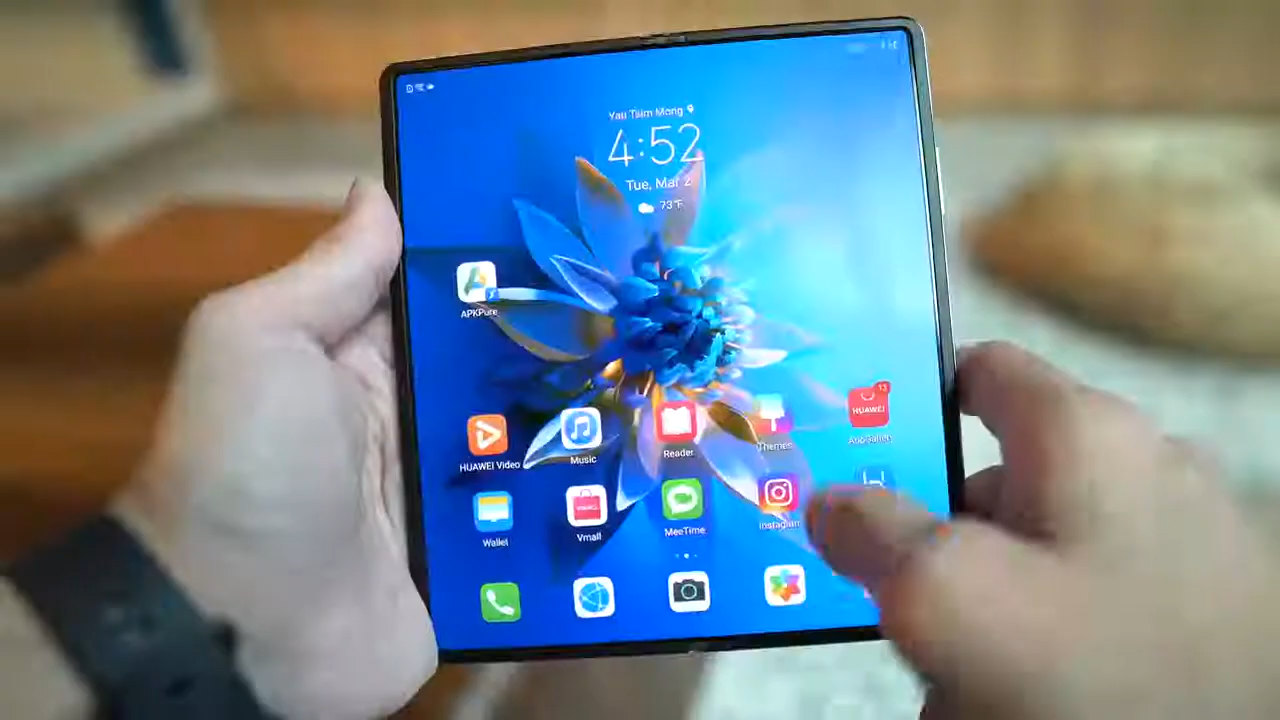 Yau Tsim Mong
4:52
Tue, Mar 2
73°F
APKPure
13
HUAWEI
HUAWEI Video
Music
Reader
Themes
AppGallery
Wallet
Vmall
MeeTime
Instagram